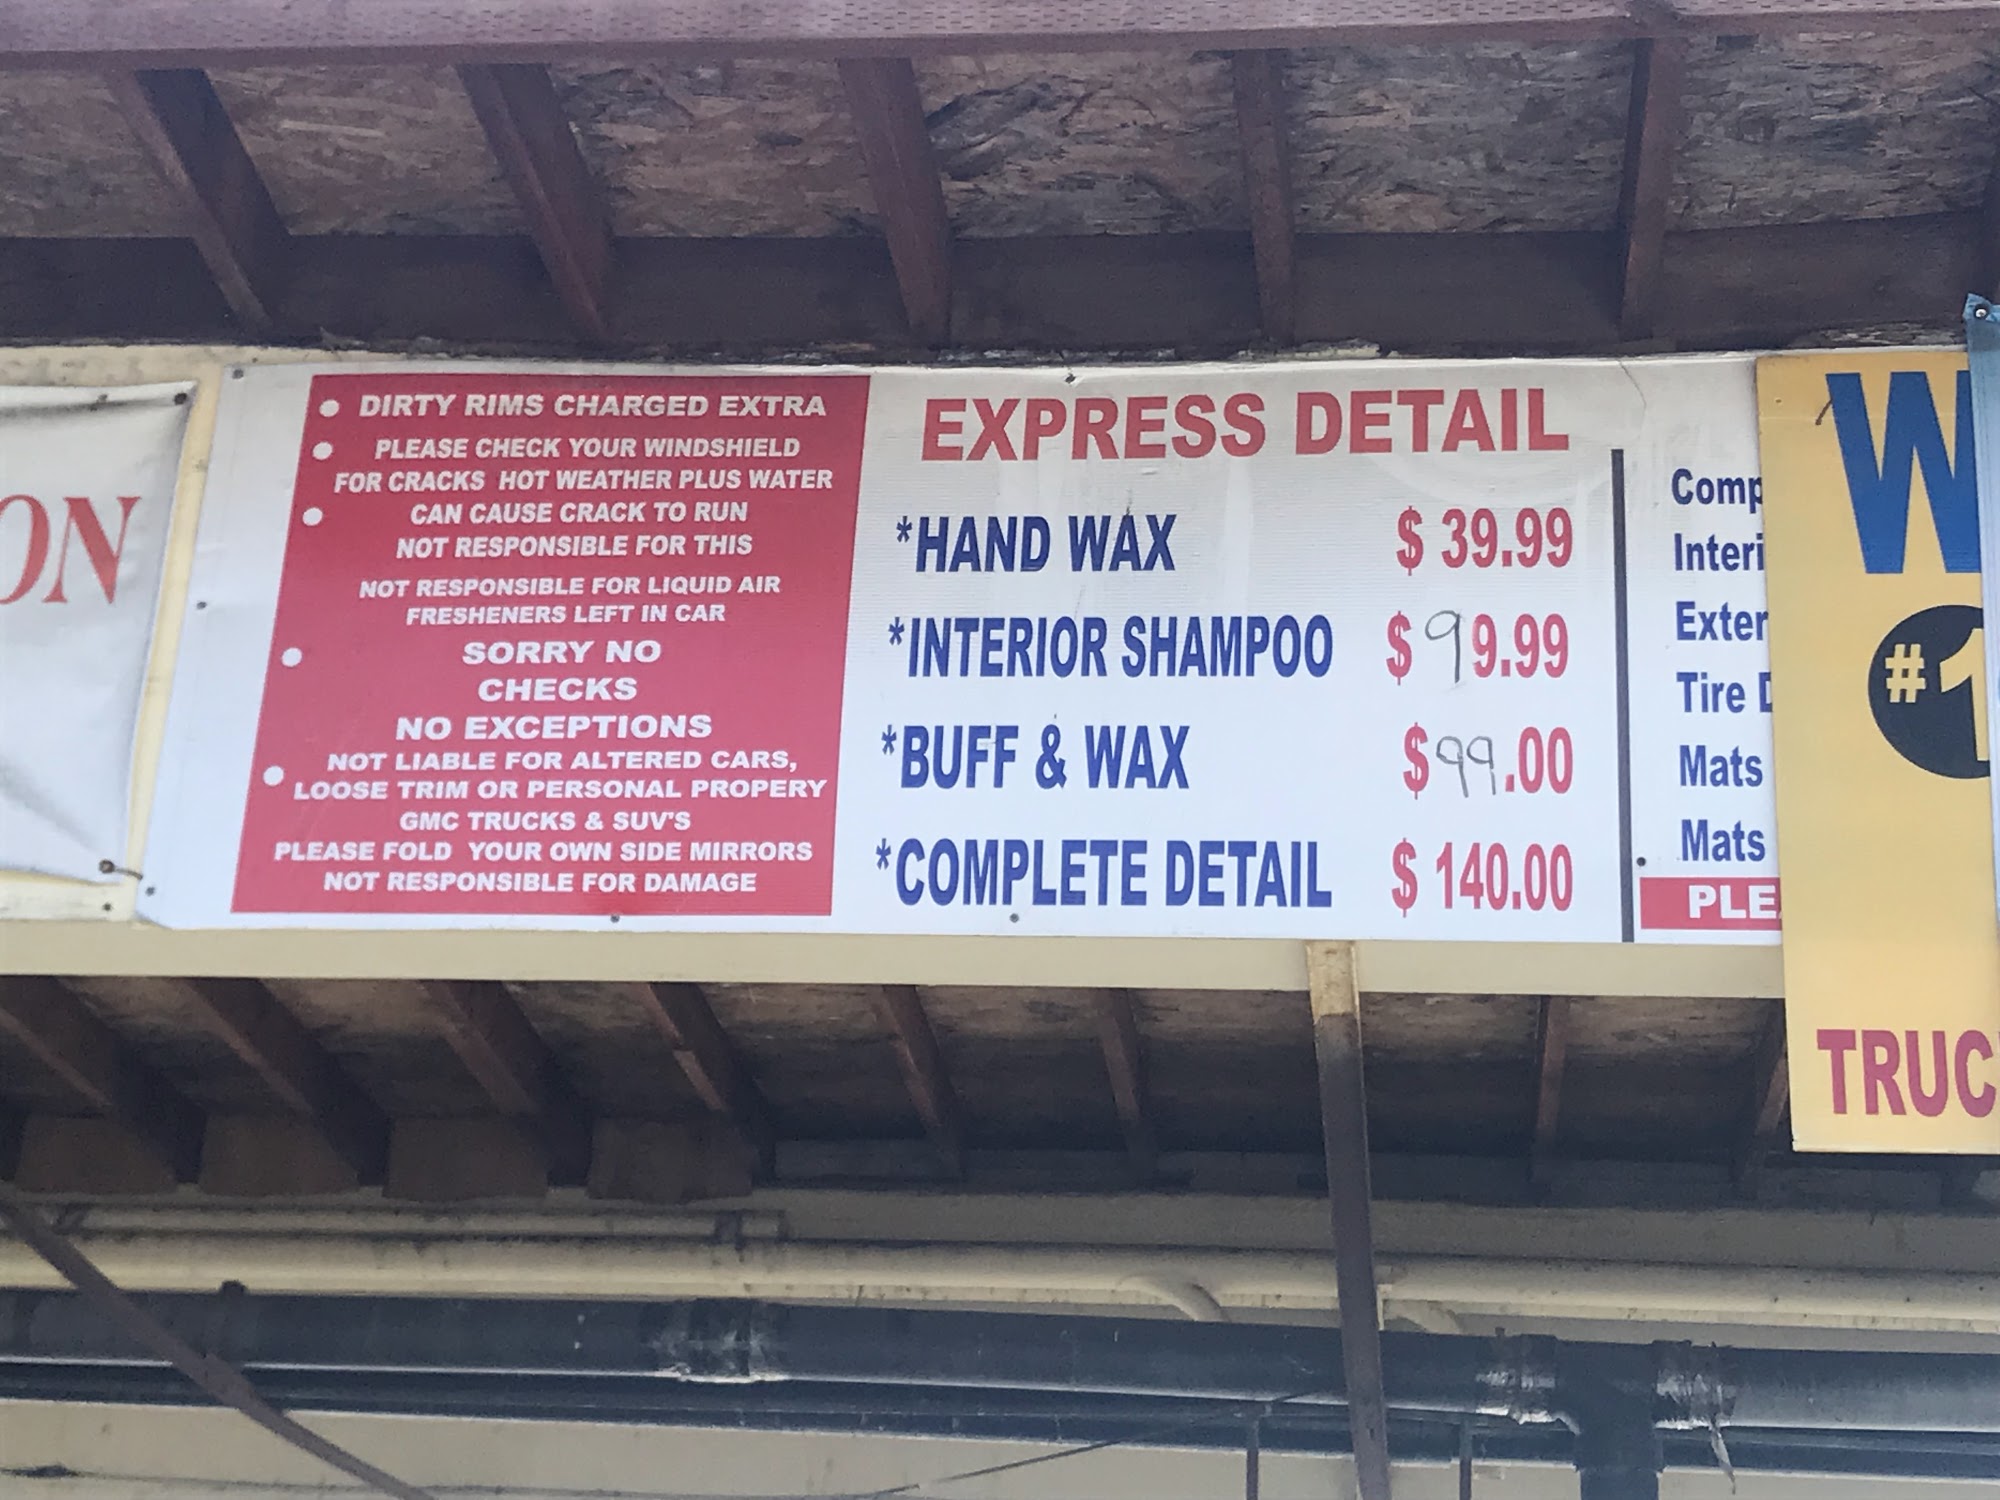 ON
DIRTY RIMS CHARGED EXTRA
PLEASE CHECK YOUR WINDSHIELD
FOR CRACKS HOT WEATHER PLUS WATER
CAN CAUSE CRACK TO RUN
NOT RESPONSIBLE FOR THIS
NOT RESPONSIBLE FOR LIQUID AIR
FRESHENERS LEFT IN CAR
SORRY NO
CHECKS
NO EXCEPTIONS
NOT LIABLE FOR ALTERED CARS,
LOOSE TRIM OR PERSONAL PROPERY
GMC TRUCKS & SUV'S
PLEASE FOLD YOUR OWN SIDE MIRRORS
NOT RESPONSIBLE FOR DAMAGE
EXPRESS DETAIL
*HAND WAX $ 39.99
*INTERIOR SHAMPOO $ 99.99
*BUFF & WAX $99.00
*COMPLETE DETAIL $ 140.00
Comp
Interi
Exter
Tire D
Mats
Mats
PLE
W
#1
TRUC